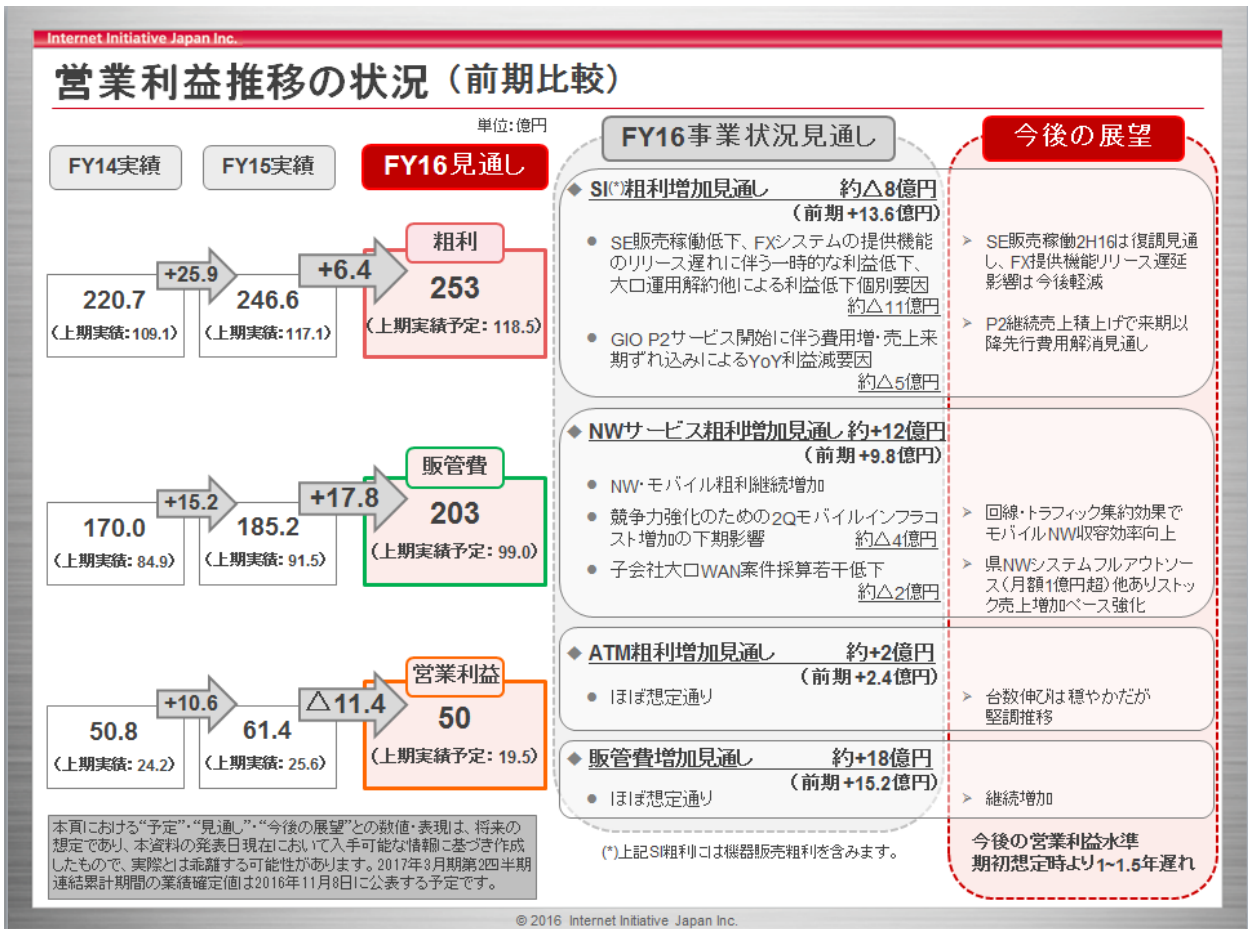 Internet Initiative Japan Inc.
営業利益推移の状況（前期比較）
単位：億円
FY14実績
FY15実績
FY16見通し
粗利
+25.9
+6.4
220.7
（上期実績：109.1）
246.6
（上期実績：117.1）
253
（上期実績予定：118.5）
販管費
+15.2
+17.8
170.0
（上期実績：84.9）
185.2
（上期実績：91.5）
203
（上期実績予定：99.0）
営業利益
+10.6
△11.4
50.8
（上期実績：24.2）
61.4
（上期実績：25.6）
50
（上期実績予定：19.5）
本頁における“予定”・“見通し”・“今後の展望”との数値・表現は、将来の
想定であり、本資料の発表日現在において入手可能な情報に基づき作成
したもので、実際とは乖離する可能性があります。2017年3月期第2四半期
連結累計期間の業績確定値は2016年11月8日に公表する予定です。
FY16事業状況見通し
◆ SI(*)粗利増加見通し 約△8億円
（前期+13.6億円）
● SE販売稼働低下、FXシステムの提供機能
のリリース遅れに伴う一時的な利益低下、
大口運用解約他による利益低下個別要因
約△11億円
● GIO P2サービス開始に伴う費用増・売上来
期ずれ込みによるYoY利益減要因
約△5億円
◆ NWサービス粗利増加見通し 約+12億円
（前期+9.8億円）
● NW・モバイル粗利継続増加
● 競争力強化のための2Qモバイルインフラコ
スト増加の下期影響 約△4億円
● 子会社大口WAN案件採算若干低下
約△2億円
◆ ATM粗利増加見通し 約+2億円
（前期+2.4億円）
● ほぼ想定通り
◆ 販管費増加見通し 約+18億円
（前期+15.2億円）
● ほぼ想定通り
(*)上記SI粗利には機器販売粗利を含みます。
今後の展望
➢ SE販売稼働2H16は復調見通
し、FX提供機能リリース遅延
影響は今後軽減
➢ P2継続売上積上げで来期以
降先行費用解消見通し
➢ 回線・トラフィック集約効果で
モバイルNW収容効率向上
➢ 県NWシステムフルアウトソー
ス（月額1億円超）他ありストッ
ク売上増加ベース強化
➢ 台数伸びは穏やかだが
堅調推移
➢ 継続増加
今後の営業利益水準
期初想定時より1~1.5年遅れ
© 2016 Internet Initiative Japan Inc.